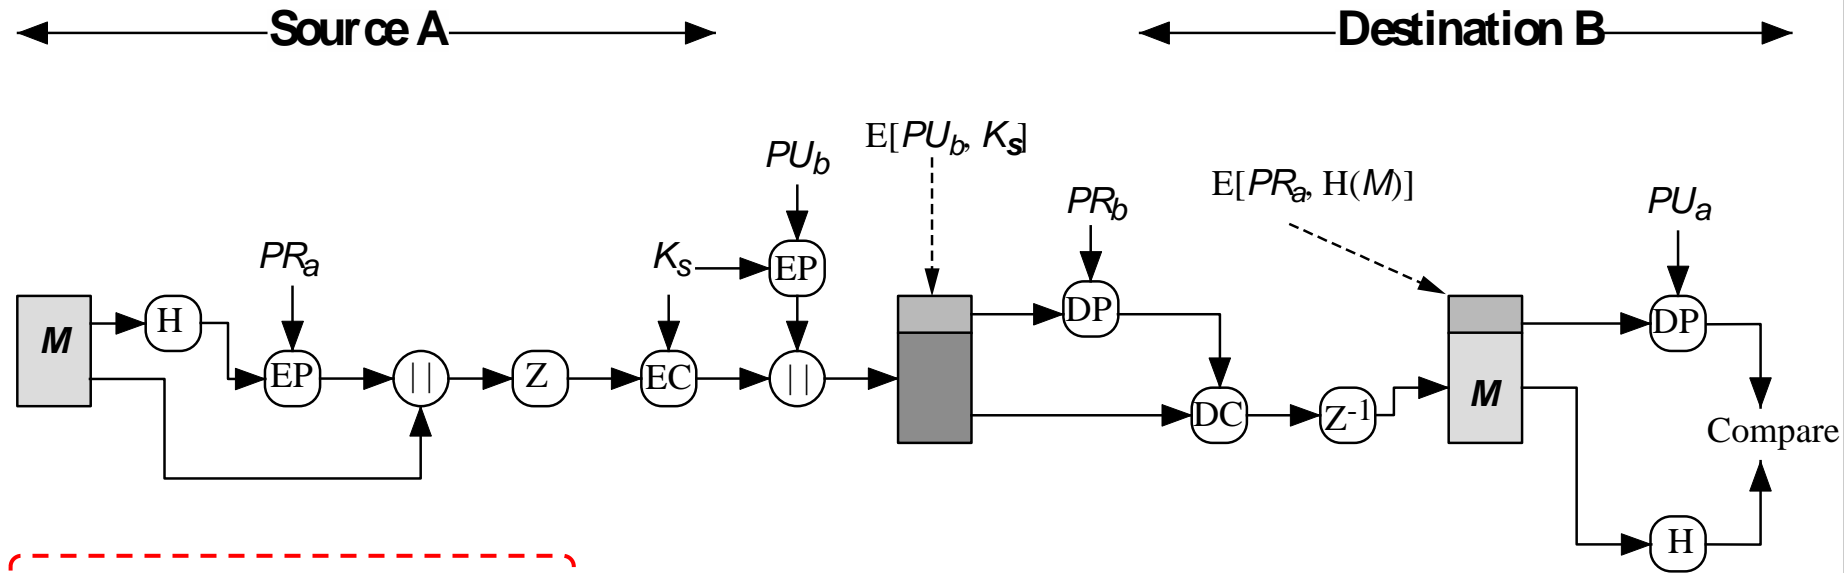 Source A
Destination B
E[PUb, Ks]
PUb
E[PRa, H(M)]
PRb
PUa
PRa
Ks
EP
DP
M
H
DP
EP
||
Z
EC
||
M
DC
Z-1
Compare
H